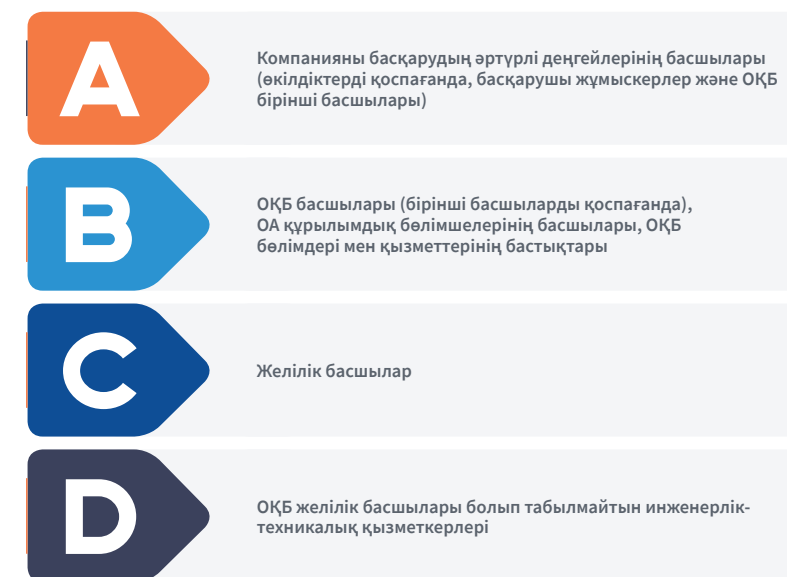 A
Компанияны басқарудың әртүрлі деңгейлерінің басшылары
(өкілдіктерді қоспағанда, басқарушы жұмыскерлер және ОҚБ
бірінші басшылары)
B
ОҚБ басшылары (бірінші басшыларды қоспағанда),
ОА құрылымдық бөлімшелерінің басшылары, ОҚБ
бөлімдері мен қызметтерінің бастықтары
C
Желілік басшылар
D
ОҚБ желілік басшылары болып табылмайтын инженерлік-
техникалық қызметкерлері